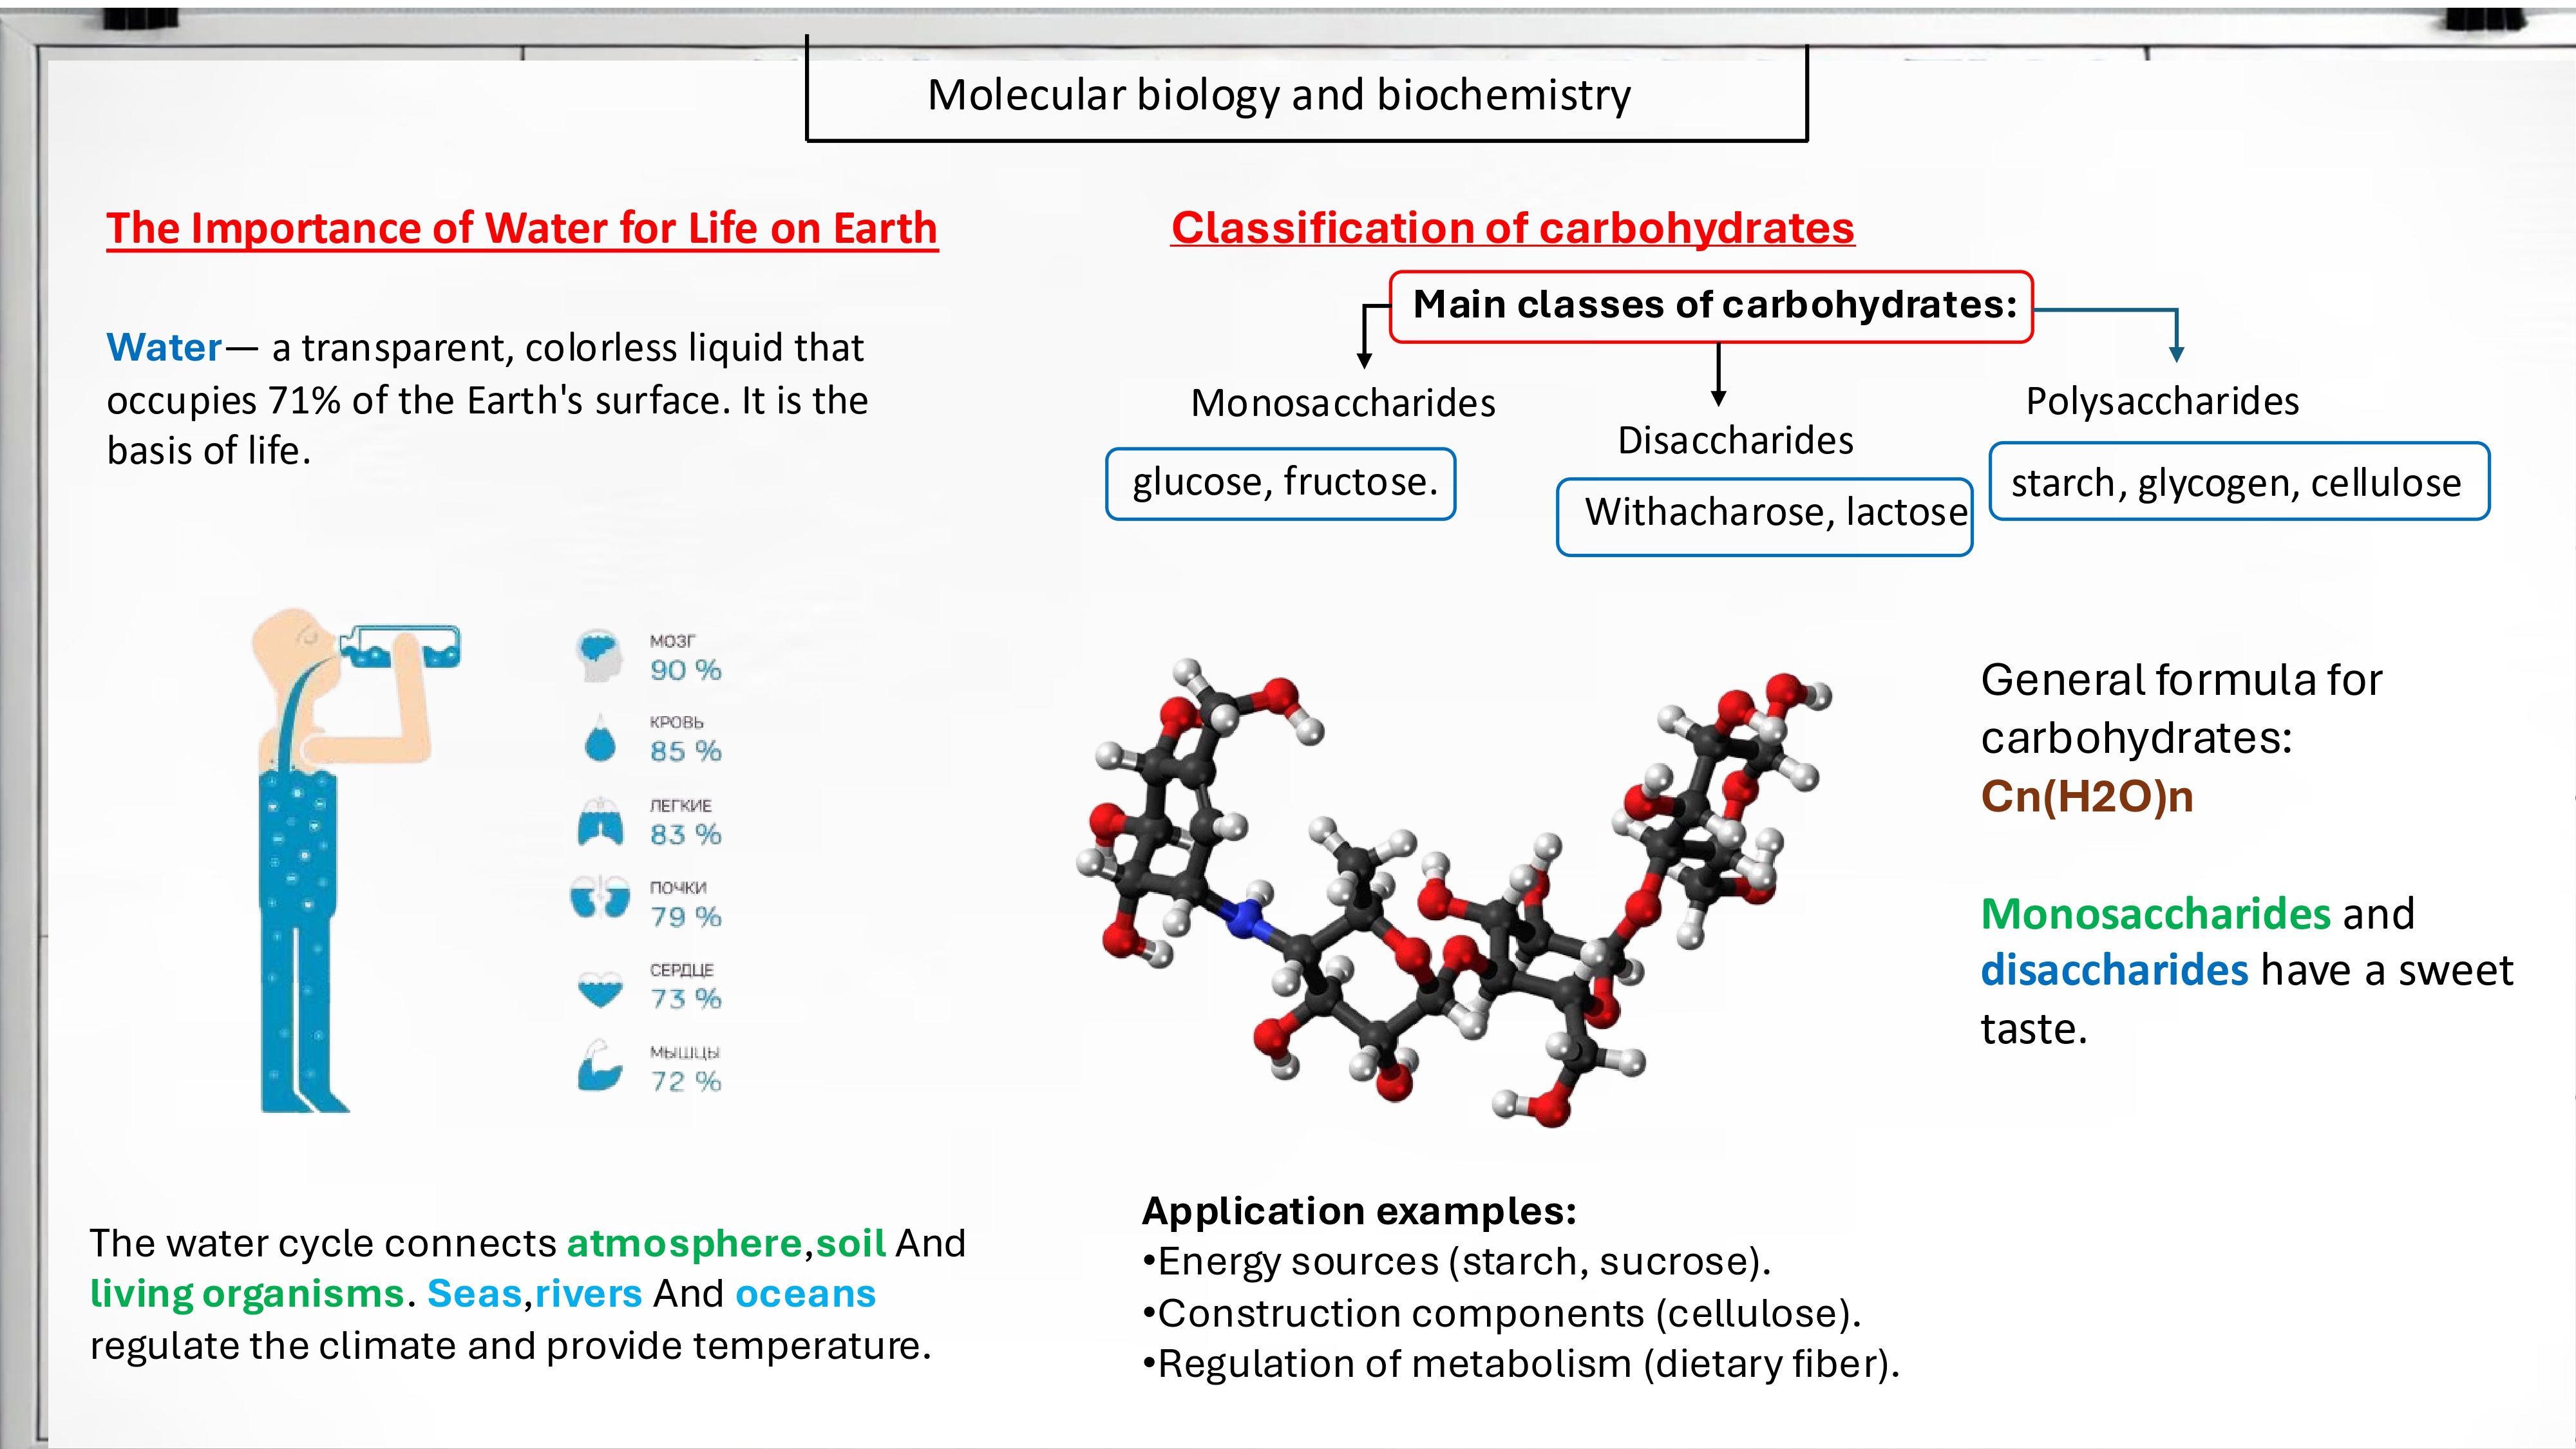 Molecular biology and biochemistry
The Importance of Water for Life on Earth
Water— a transparent, colorless liquid that
occupies 71% of the Earth's surface. It is the
basis of life.
МОЗГ
90 %
КРОВЬ
85 %
ЛЕГКИЕ
83 %
ПОЧКИ
79 %
СЕРДЦЕ
73 %
МЫШЦЫ
72 %
The water cycle connects atmosphere,soil And
living organisms. Seas,rivers And oceans
regulate the climate and provide temperature.
Classification of carbohydrates
Main classes of carbohydrates:
Monosaccharides
glucose, fructose.
Disaccharides
Withacharose, lactose
Polysaccharides
starch, glycogen, cellulose
General formula for
carbohydrates:
Cn(H2O)n
Monosaccharides and
disaccharides have a sweet
taste.
Application examples:
•Energy sources (starch, sucrose).
•Construction components (cellulose).
•Regulation of metabolism (dietary fiber).